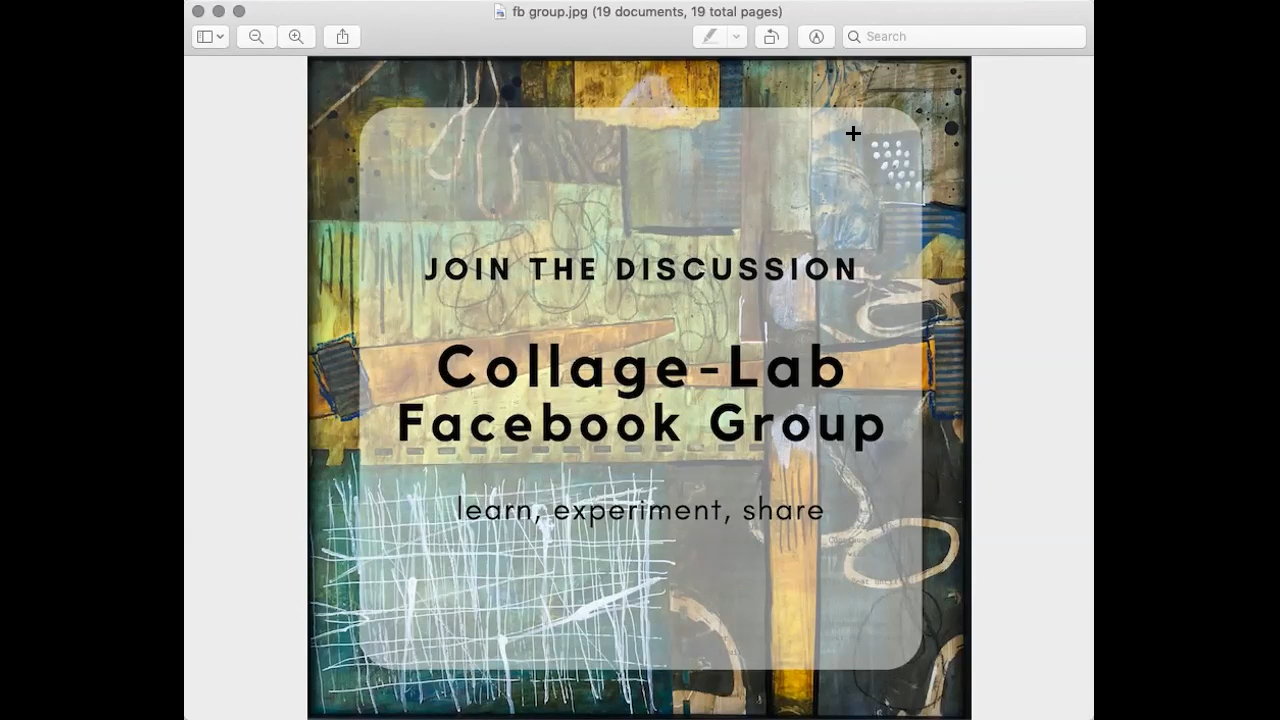 fb group.jpg (19 documents, 19 total pages)
Search
JOIN THE DISCUSSION
Collage-Lab
Facebook Group
learn, experiment, share